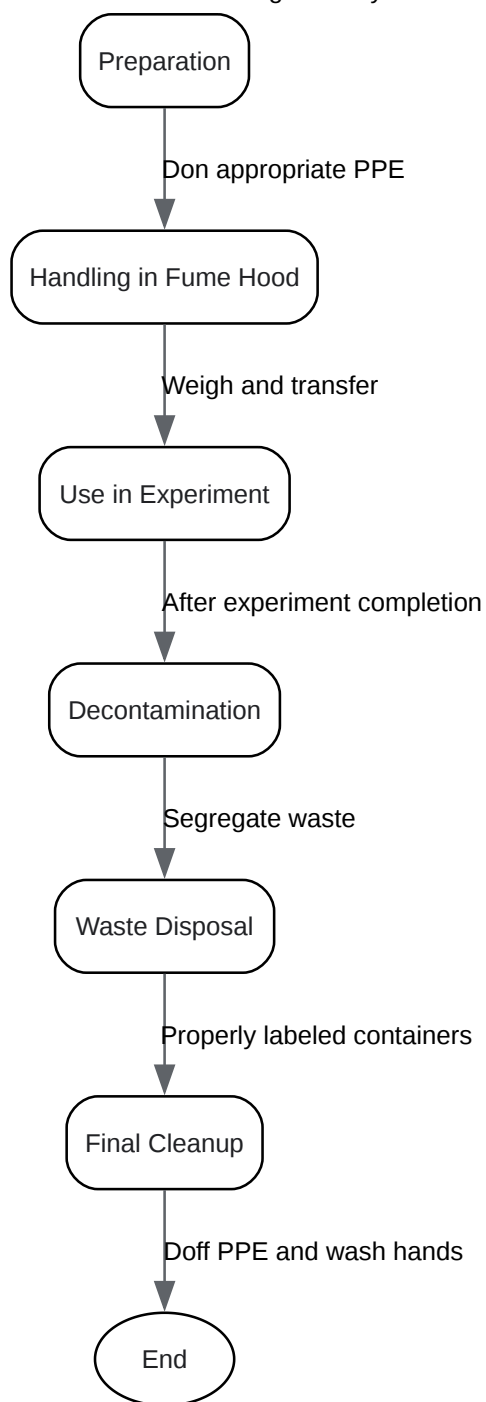 Preparation
Don appropriate PPE
Handling in Fume Hood
Weigh and transfer
Use in Experiment
After experiment completion
Decontamination
Segregate waste
Waste Disposal
Properly labeled containers
Final Cleanup
Doff PPE and wash hands
End